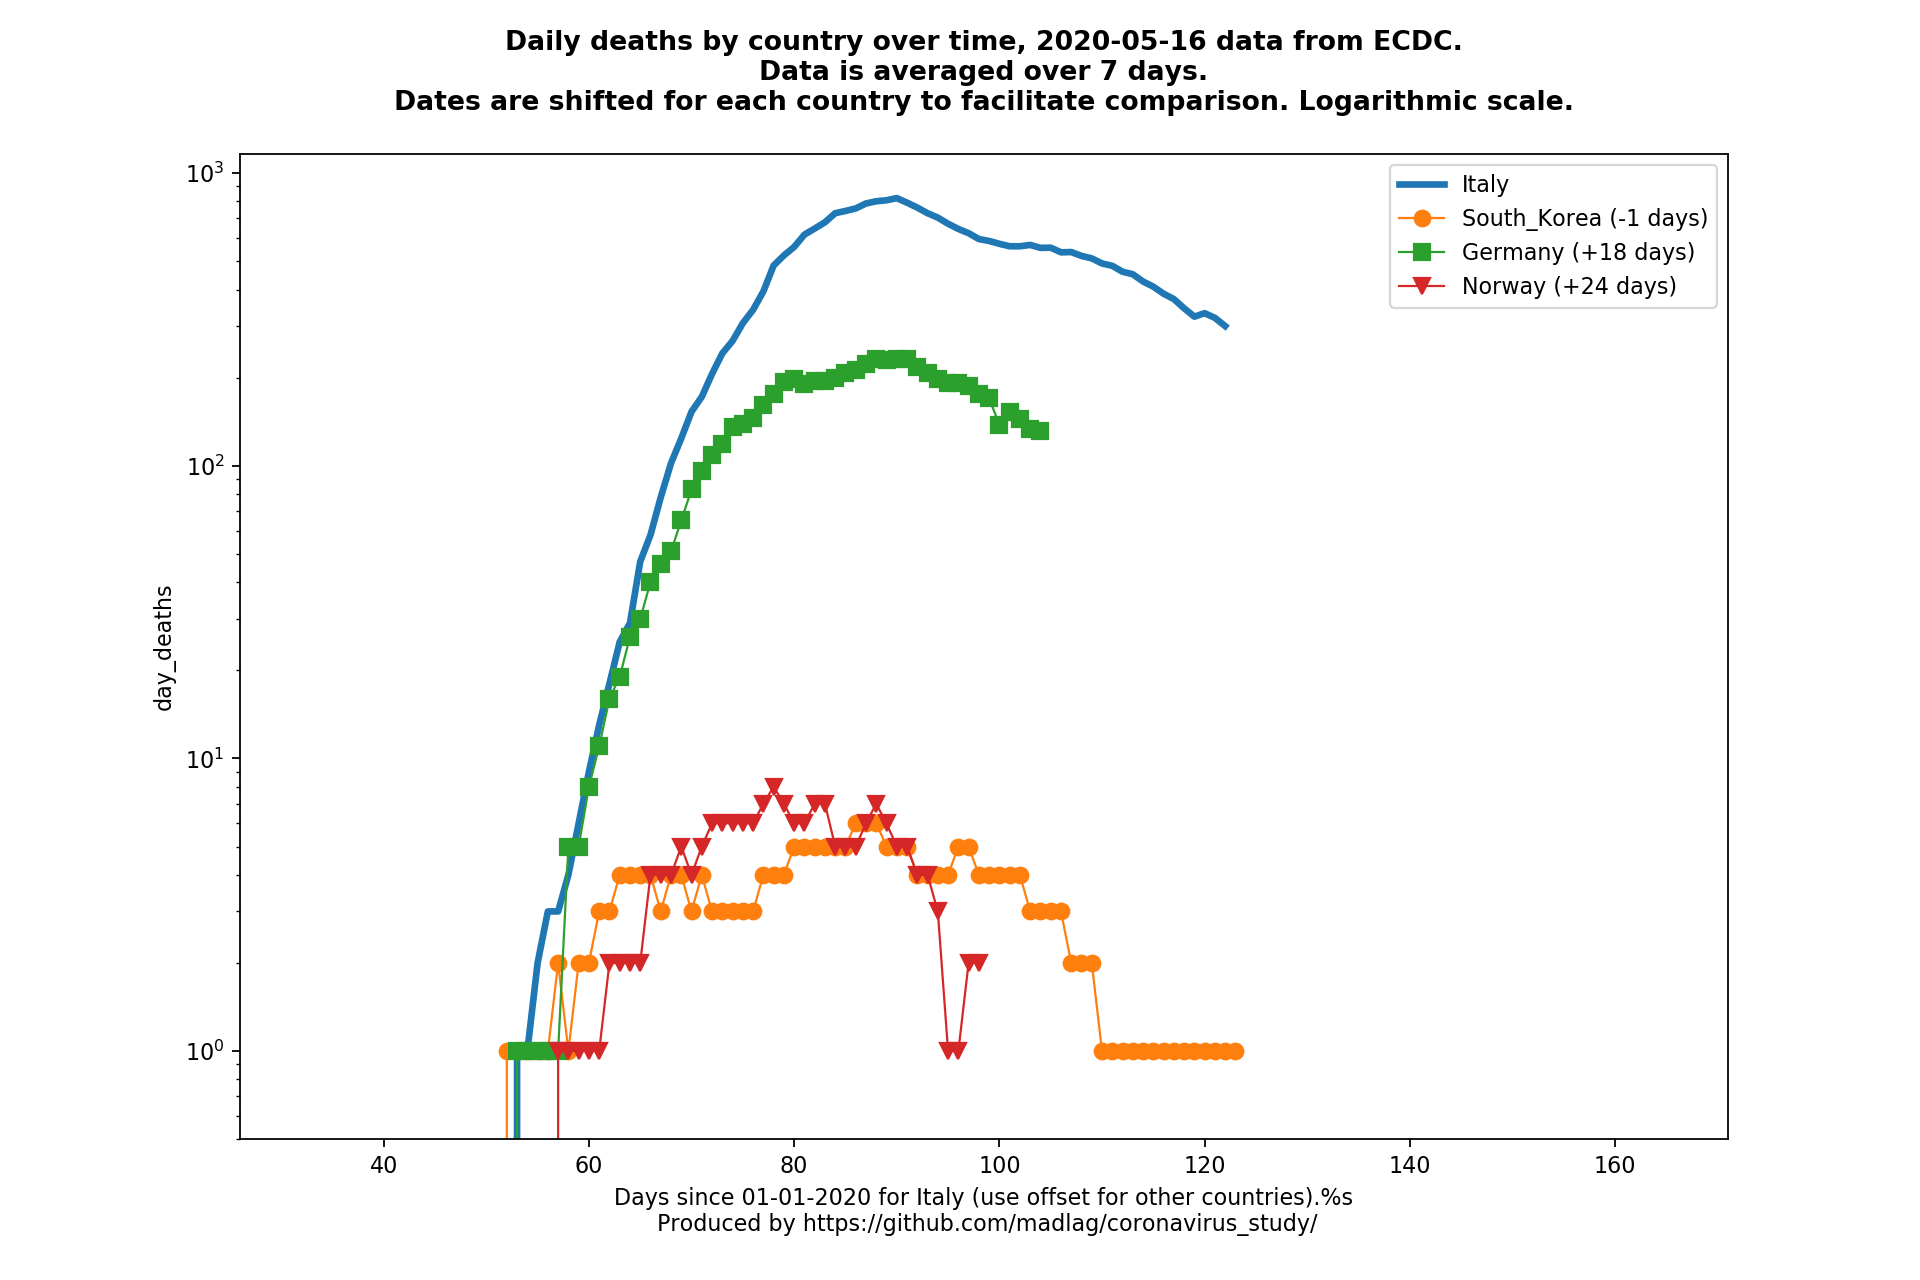 Daily deaths by country over time, 2020-05-16 data from ECDC.
Data is averaged over 7 days.
Dates are shifted for each country to facilitate comparison. Logarithmic scale.
10³
10²
10¹
10⁰
day_deaths
Italy
South_Korea (-1 days)
Germany (+18 days)
Norway (+24 days)
40 60 80 100 120 140 160
Days since 01-01-2020 for Italy (use offset for other countries).%s
Produced by https://github.com/madlag/coronavirus_study/